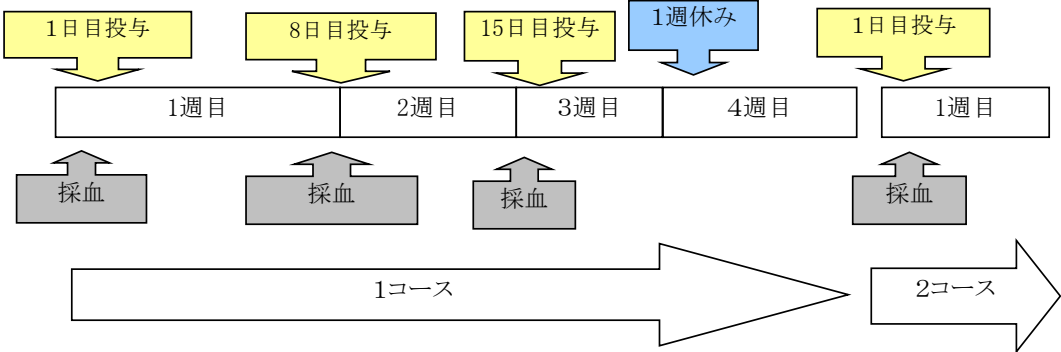 1日目投与
8日目投与
15日目投与
1週休み
1日目投与
1週目
2週目
3週目
4週目
1週目
採血
採血
採血
採血
1コース
2コース